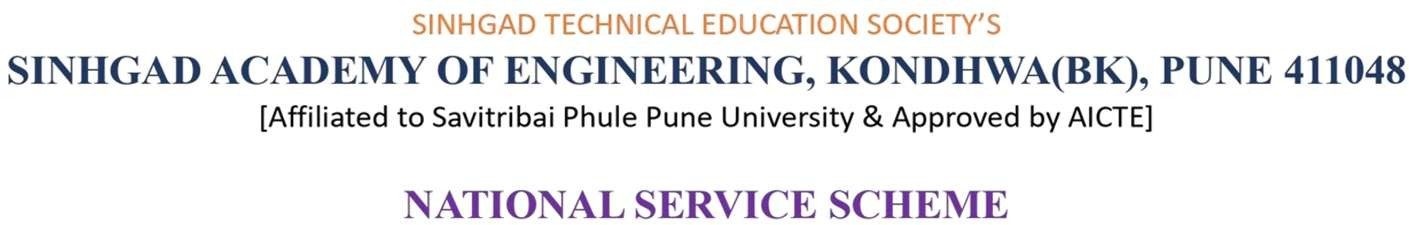 SINHGAD TECHNICAL EDUCATION SOCIETY’S
SINHGAD ACADEMY OF ENGINEERING, KONDHWA(BK), PUNE 411048
[Affiliated to Savitribai Phule Pune University & Approved by AICTE]
NATIONAL SERVICE SCHEME